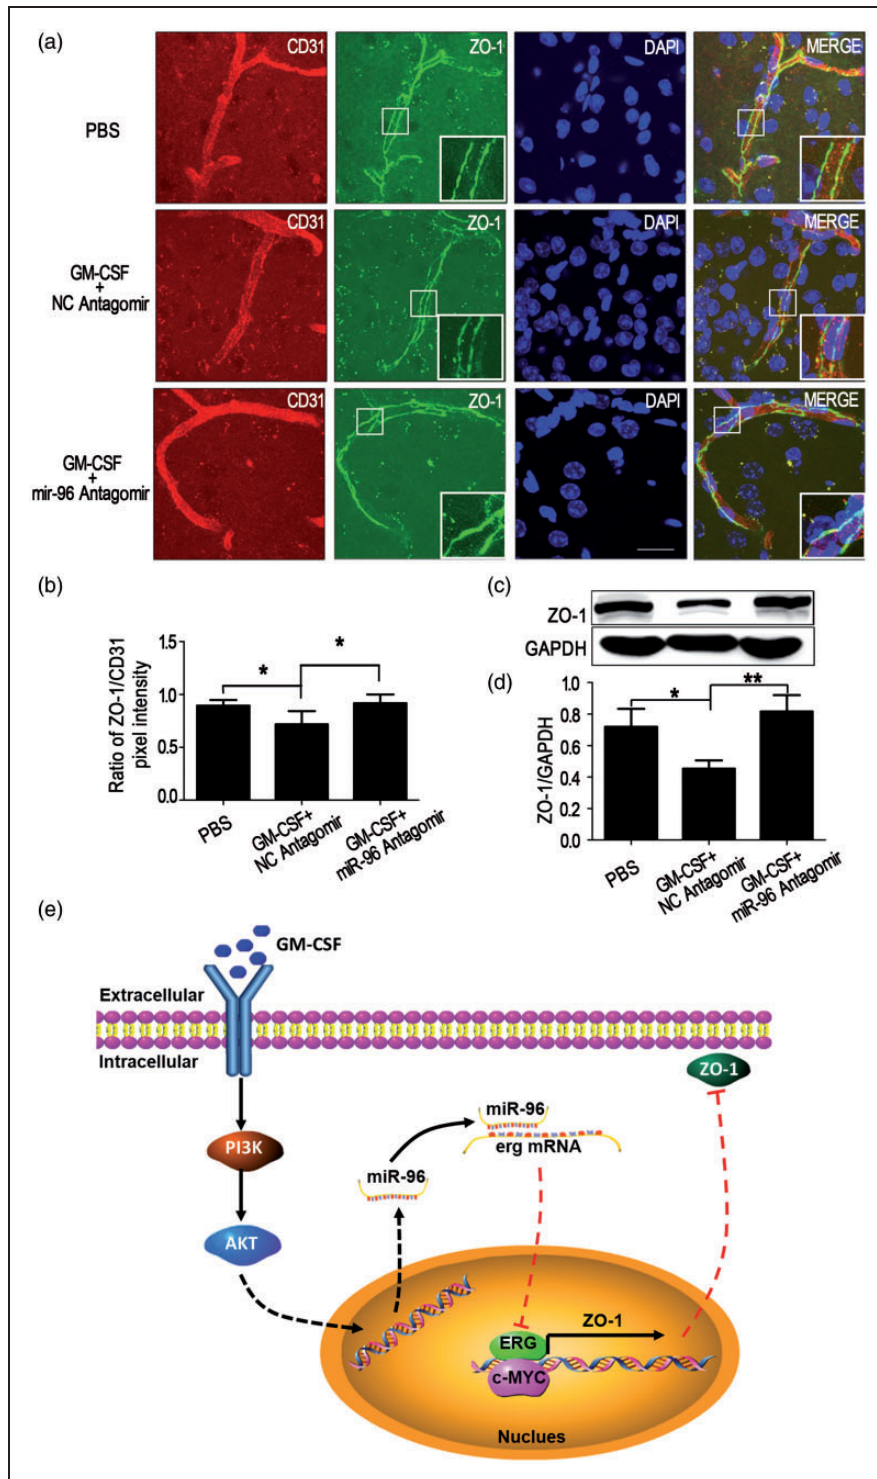 (a)
CD31
ZO-1
DAPI
MERGE
PBS
CD31
ZO-1
DAPI
MERGE
GM-CSF
+
NC Antagomir
CD31
ZO-1
DAPI
MERGE
GM-CSF
+
mir-96 Antagomir
(b)
Ratio of ZO-1/CD31
pixel intensity
1.5
1.0
0.5
0.0
*
*
PBS
GM-CSF+
NC Antagomir
GM-CSF+
miR-96 Antagomir
(c)
ZO-1
GAPDH
(d)
ZO-1/GAPDH
1.0
0.8
0.6
0.4
0.2
0.0
*
**
PBS
GM-CSF+
NC Antagomir
GM-CSF+
miR-96 Antagomir
(e)
GM-CSF
Extracellular
Intracellular
ZO-1
PI3K
miR-96
erg mRNA
miR-96
AKT
ZO-1
ERG
c-MYC
Nuclues